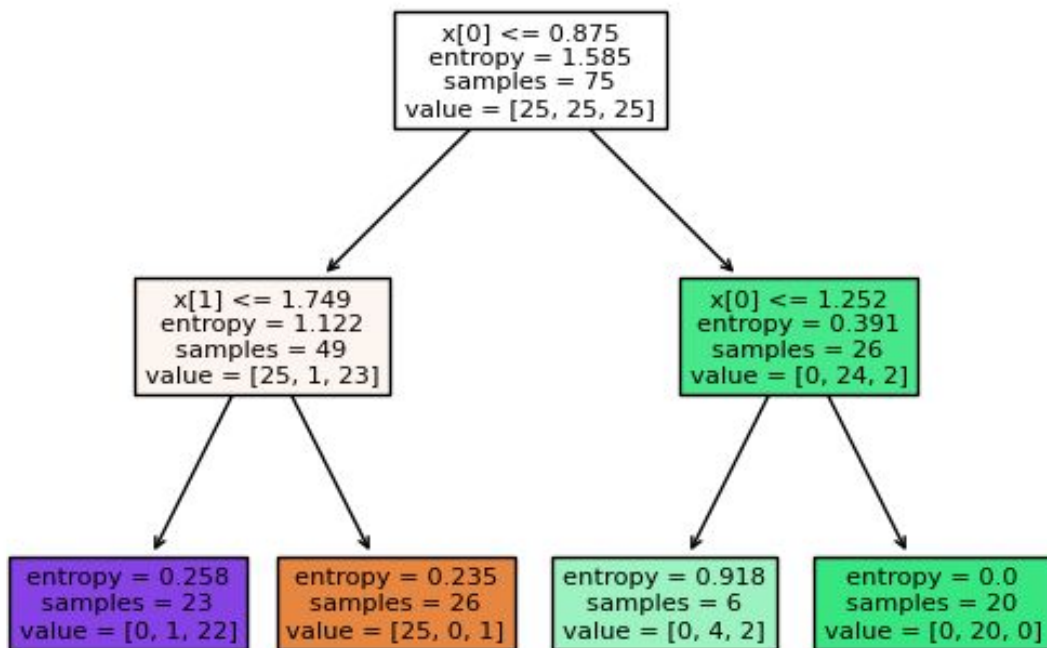 x[0] <= 0.875
entropy = 1.585
samples = 75
value = [25, 25, 25]
x[1] <= 1.749
entropy = 1.122
samples = 49
value = [25, 1, 23]
x[0] <= 1.252
entropy = 0.391
samples = 26
value = [0, 24, 2]
entropy = 0.258
samples = 23
value = [0, 1, 22]
entropy = 0.235
samples = 26
value = [25, 0, 1]
entropy = 0.918
samples = 6
value = [0, 4, 2]
entropy = 0.0
samples = 20
value = [0, 20, 0]